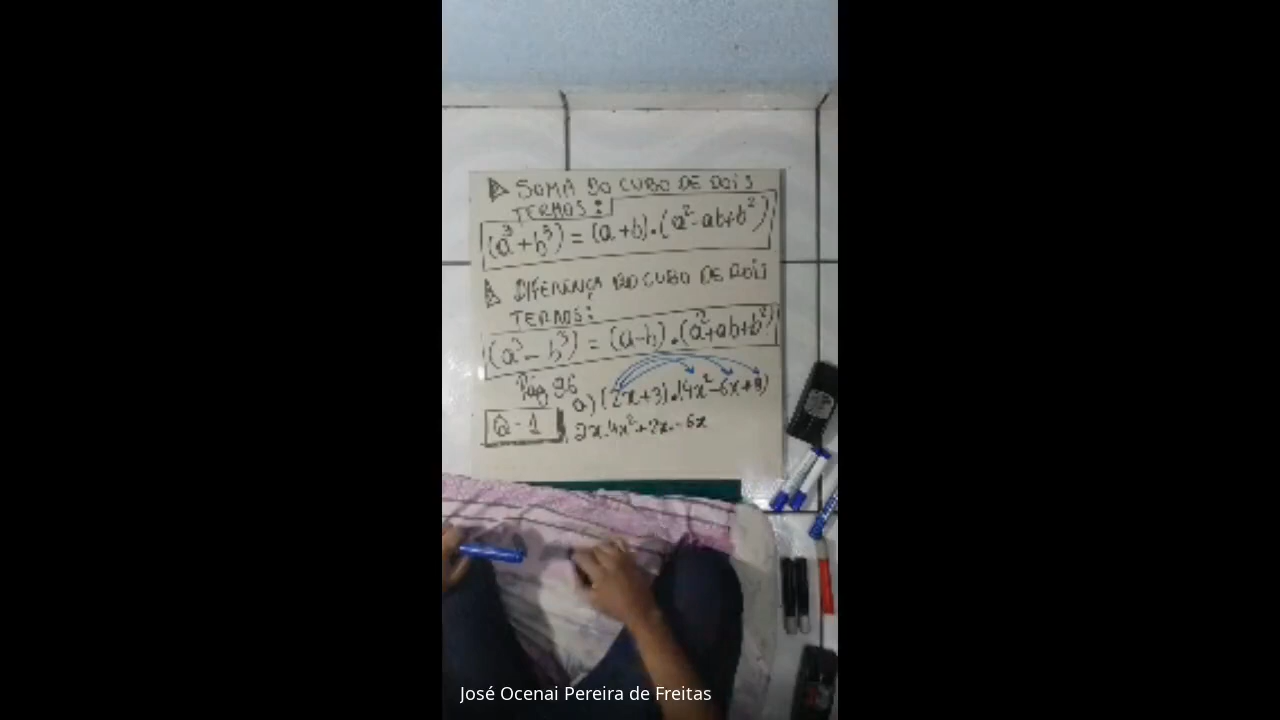 SOMA DO CUBO DE DOIS
TERMOS:
(a³+b³) = (a+b).(a²-ab+b²)
DIFERENÇA DO CUBO DE DOIS
TERMOS:
(a³-b³) = (a-b).(a²+ab+b²)
Pág 96
Q-1
a) (2x+3).(4x²-6x+9)
2x.4x²+2x.-6x
José Ocenai Pereira de Freitas